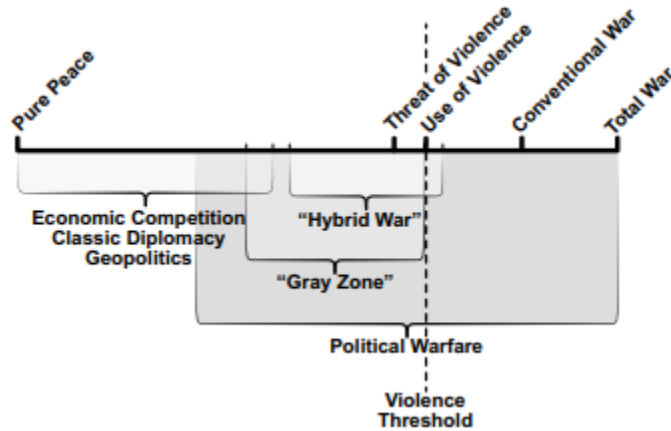 Pure Peace
Threat of Violence
Use of Violence
Conventional War
Total War
Economic Competition
Classic Diplomacy
Geopolitics
“Hybrid War”
“Gray Zone”
Political Warfare
Violence
Threshold